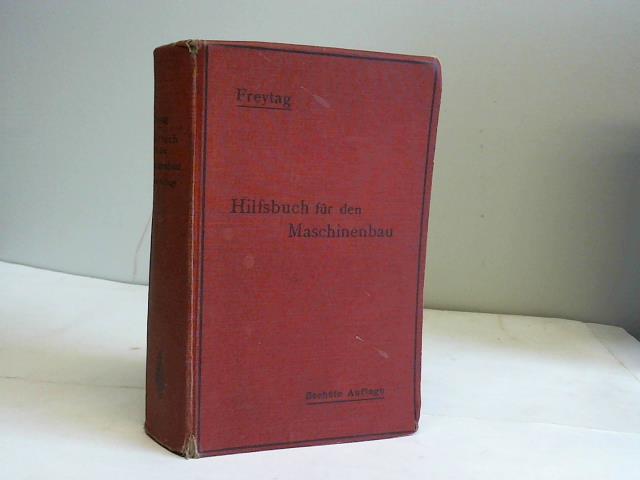 Freytag
Hilfsbuch für den
Maschinenbau
Sechste Auflage